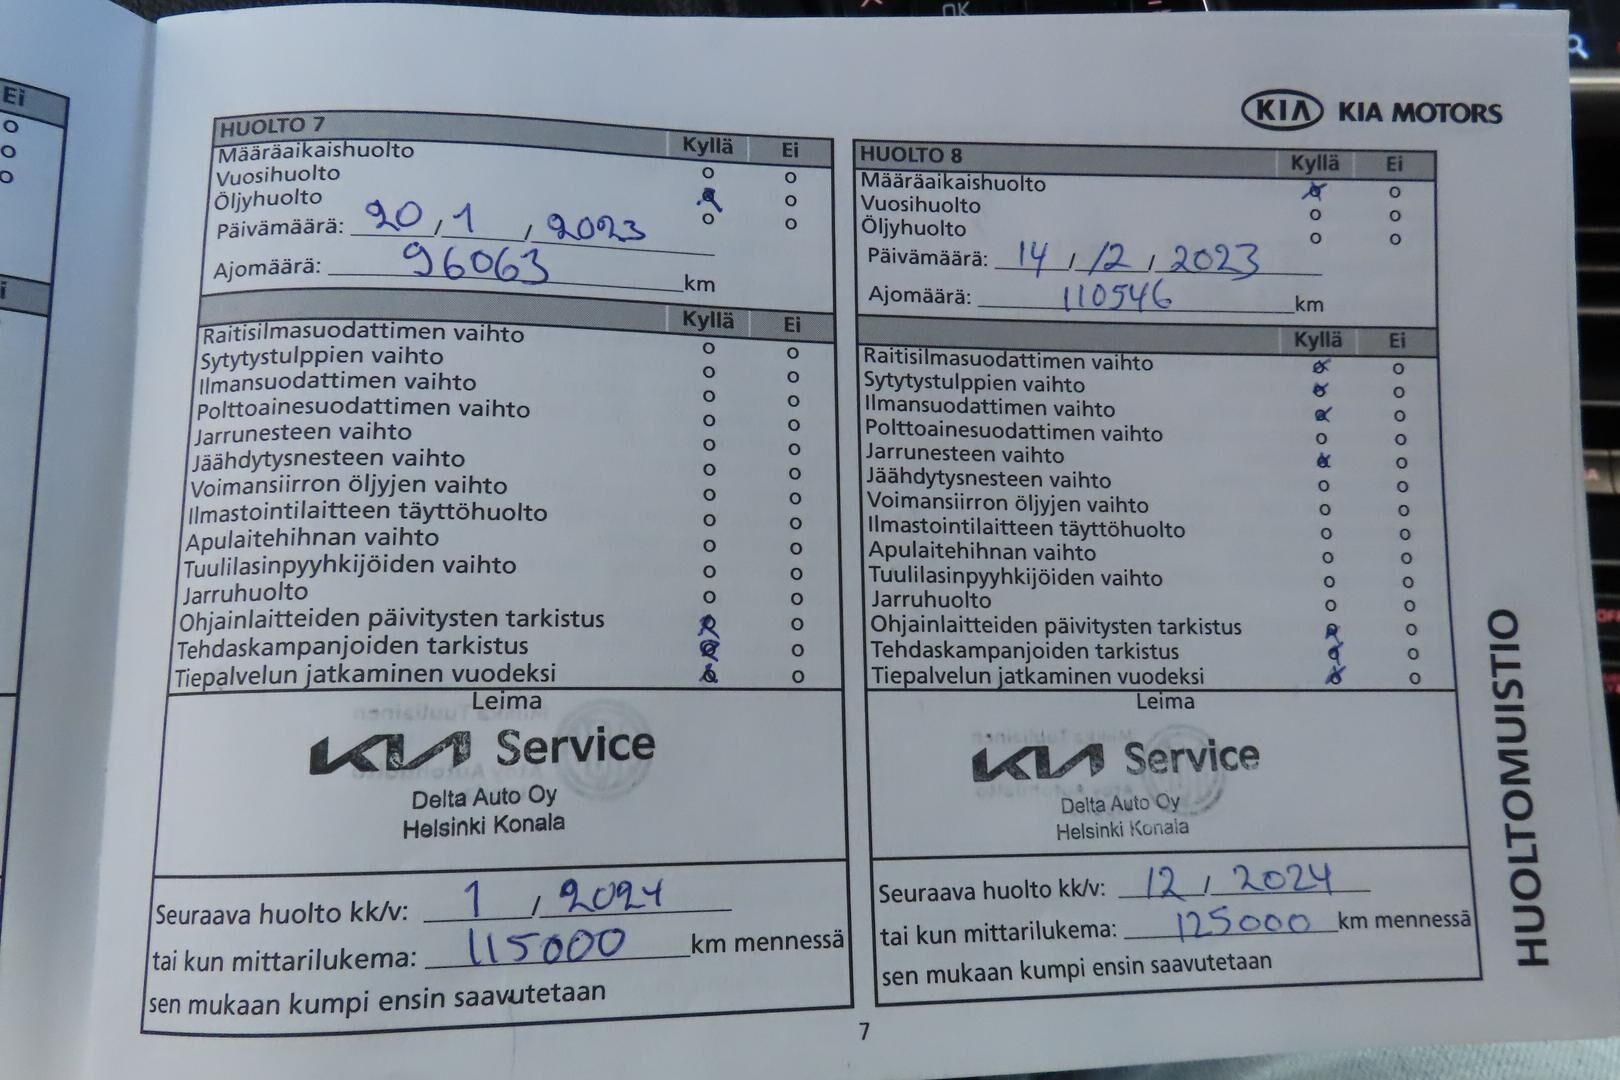 OK
Ei
KIA KIA MOTORS
HUOLTO 7 Kyllä Ei
Määräaikaishuolto
Vuosihuolto
Öljyhuolto
Päivämäärä: 20 / 1 / 2023
Ajomäärä: 96063 km
Kyllä Ei
Raitisilmasuodattimen vaihto
Sytytystulppien vaihto
Ilmansuodattimen vaihto
Polttoainesuodattimen vaihto
Jarrunesteen vaihto
Jäähdytysnesteen vaihto
Voimansiirron öljyjen vaihto
Ilmastointilaitteen täyttöhuolto
Apulaitehihnan vaihto
Tuulilasinpyyhkijöiden vaihto
Jarruhuolto
Ohjainlaitteiden päivitysten tarkistus
Tehdaskampanjoiden tarkistus
Tiepalvelun jatkaminen vuodeksi
Leima
KIA Service
Delta Auto Oy
Helsinki Konala
Seuraava huolto kk/v: 1 / 2024
tai kun mittarilukema: 115000 km mennessä
sen mukaan kumpi ensin saavutetaan
HUOLTO 8 Kyllä Ei
Määräaikaishuolto
Vuosihuolto
Öljyhuolto
Päivämäärä: 14 / 12 / 2023
Ajomäärä: 110546 km
Kyllä Ei
Raitisilmasuodattimen vaihto
Sytytystulppien vaihto
Ilmansuodattimen vaihto
Polttoainesuodattimen vaihto
Jarrunesteen vaihto
Jäähdytysnesteen vaihto
Voimansiirron öljyjen vaihto
Ilmastointilaitteen täyttöhuolto
Apulaitehihnan vaihto
Tuulilasinpyyhkijöiden vaihto
Jarruhuolto
Ohjainlaitteiden päivitysten tarkistus
Tehdaskampanjoiden tarkistus
Tiepalvelun jatkaminen vuodeksi
Leima
KIA Service
Delta Auto Oy
Helsinki Konala
Seuraava huolto kk/v: 12 / 2024
tai kun mittarilukema: 125000 km mennessä
sen mukaan kumpi ensin saavutetaan
HUOLTOMUISTIO
7